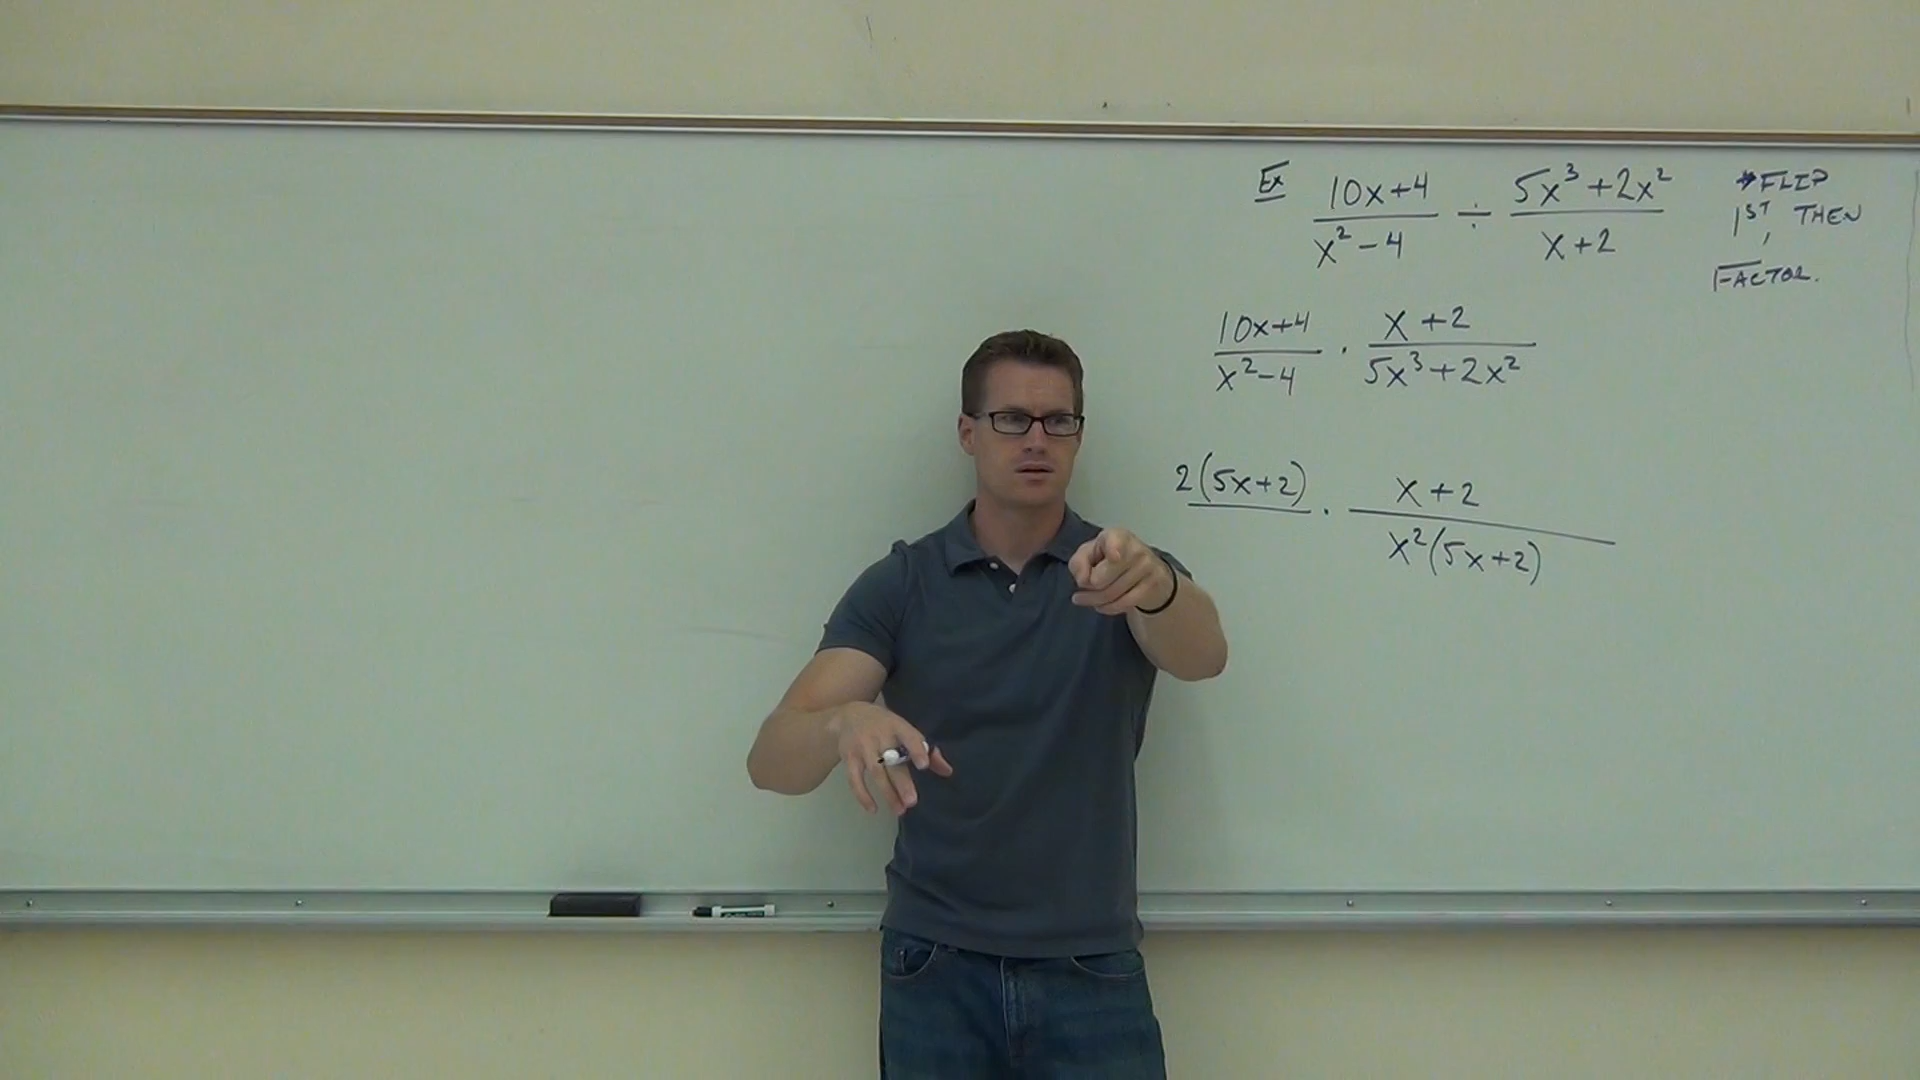 Ex 10x+4 / x²-4 ÷ 5x³+2x² / x+2
→FLIP
1ST, THEN
FACTOR.
10x+4 / x²-4 · x+2 / 5x³+2x²
2(5x+2) / · x+2 / x²(5x+2)